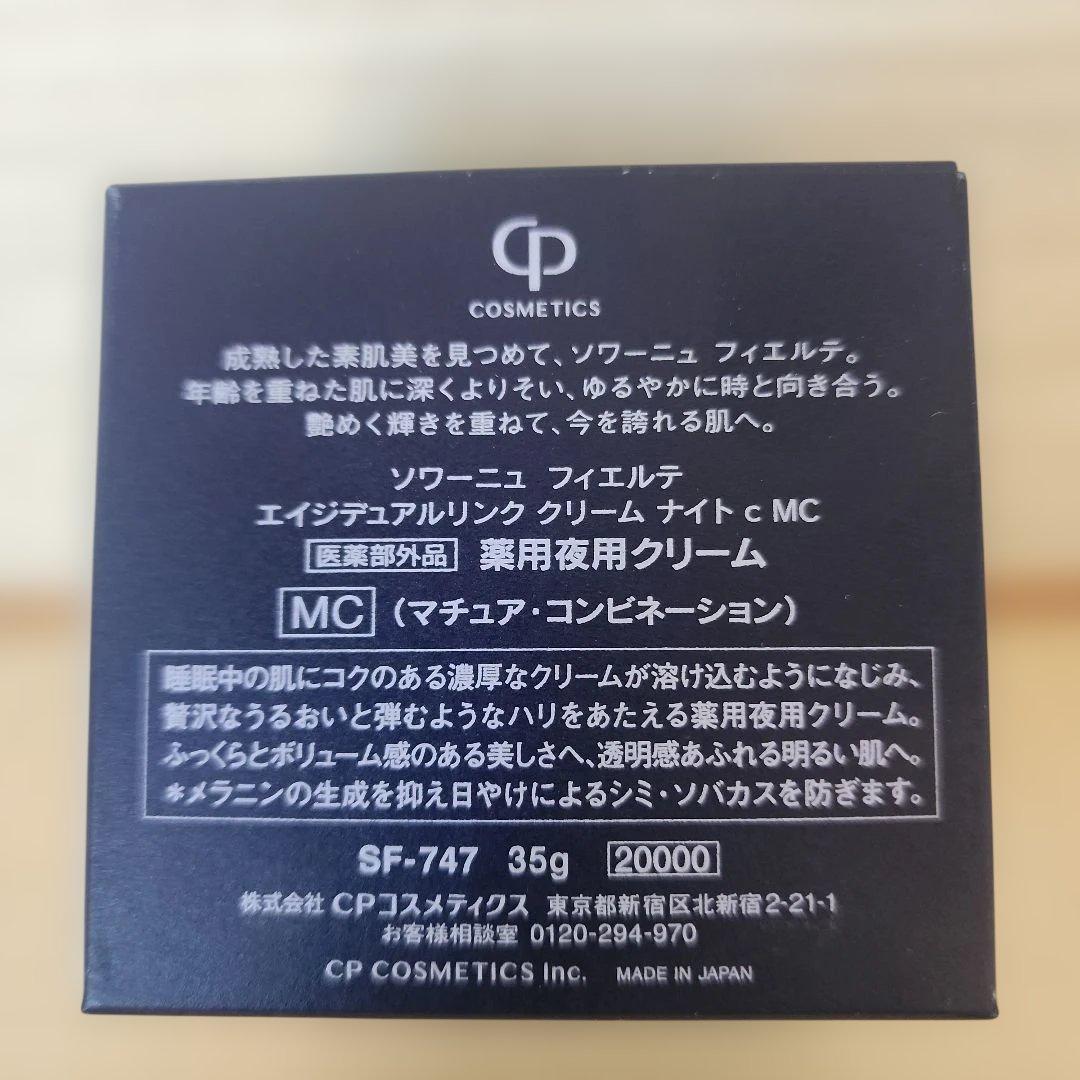 CP
COSMETICS
成熟した素肌美を見つめて、ソワーニュ フィエルテ。
年齢を重ねた肌に深くよりそい、ゆるやかに時と向き合う。
艶めく輝きを重ねて、今を誇れる肌へ。
ソワーニュ フィエルテ
エイジデュアルリンク クリーム ナイト c MC
医薬部外品 薬用夜用クリーム
MC (マチュア・コンビネーション)
睡眠中の肌にコクのある濃厚なクリームが溶け込むようになじみ、
贅沢なうるおいと弾むようなハリをあたえる薬用夜用クリーム。
ふっくらとボリューム感のある美しさへ、透明感あふれる明るい肌へ。
*メラニンの生成を抑え日やけによるシミ・ソバカスを防ぎます。
SF-747 35g 20000
株式会社 CPコスメティクス 東京都新宿区北新宿2-21-1
お客様相談室 0120-294-970
CP COSMETICS Inc. MADE IN JAPAN